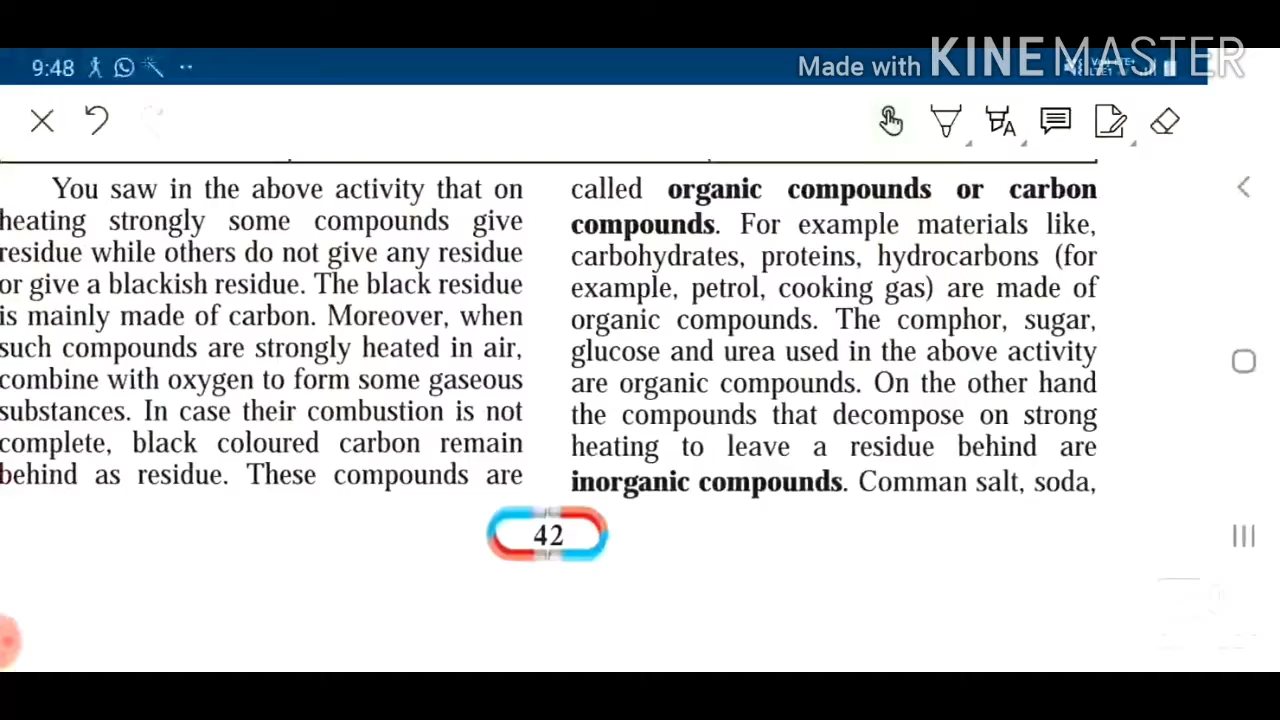 Made with KINEMASTER
9:48
You saw in the above activity that on
heating strongly some compounds give
residue while others do not give any residue
or give a blackish residue. The black residue
is mainly made of carbon. Moreover, when
such compounds are strongly heated in air,
combine with oxygen to form some gaseous
substances. In case their combustion is not
complete, black coloured carbon remain
behind as residue. These compounds are
called organic compounds or carbon
compounds. For example materials like,
carbohydrates, proteins, hydrocarbons (for
example, petrol, cooking gas) are made of
organic compounds. The comphor, sugar,
glucose and urea used in the above activity
are organic compounds. On the other hand
the compounds that decompose on strong
heating to leave a residue behind are
inorganic compounds. Comman salt, soda,
42